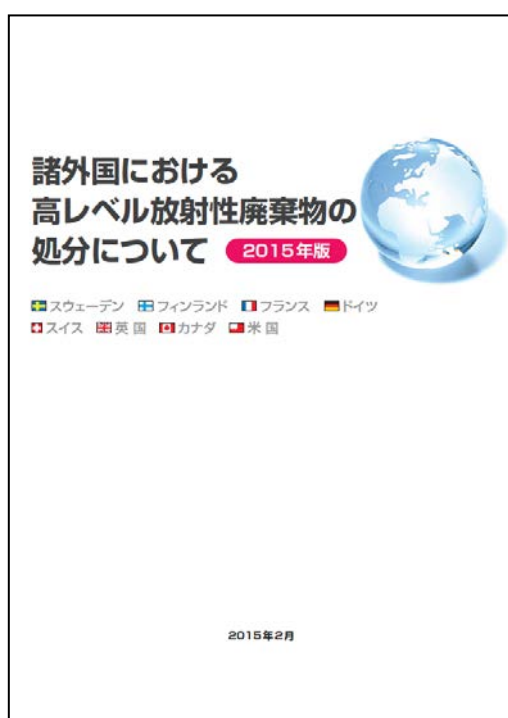 諸外国における
高レベル放射性廃棄物の
処分について 2015年版
スウェーデン フィンランド フランス ドイツ
スイス 英国 カナダ 米国
2015年2月